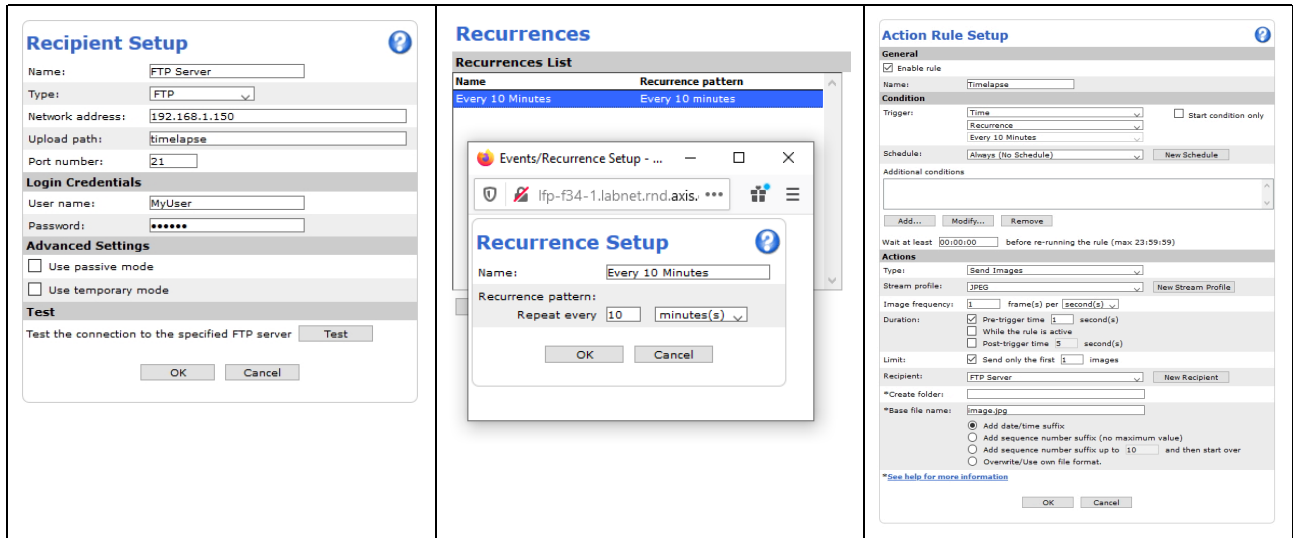 Recipient Setup
Name: FTP Server
Type: FTP
Network address: 192.168.1.150
Upload path: timelapse
Port number: 21
Login Credentials
User name: MyUser
Password: ••••••
Advanced Settings
Use passive mode
Use temporary mode
Test
Test the connection to the specified FTP server Test
OK Cancel
Recurrences
Recurrences List
Name Recurrence pattern
Every 10 Minutes Every 10 minutes
Events/Recurrence Setup - ...
lfp-f34-1.labnet.rnd.axis. •••
Recurrence Setup
Name: Every 10 Minutes
Recurrence pattern:
Repeat every 10 minutes(s)
OK Cancel
Action Rule Setup
General
Enable rule
Name: Timelapse
Condition
Trigger: Time Start condition only
Recurrence
Every 10 Minutes
Schedule: Always (No Schedule) New Schedule
Additional conditions
Add... Modify... Remove
Wait at least 00:00:00 before re-running the rule (max 23:59:59)
Actions
Type: Send Images
Stream profile: JPEG New Stream Profile
Image frequency: 1 frame(s) per second(s)
Duration: Pre-trigger time 1 second(s)
While the rule is active
Post-trigger time 5 second(s)
Limit: Send only the first 1 images
Recipient: FTP Server New Recipient
*Create folder:
*Base file name: image.jpg
Add date/time suffix
Add sequence number suffix (no maximum value)
Add sequence number suffix up to 10 and then start over
Overwrite/Use own file format.
*See help for more information
OK Cancel